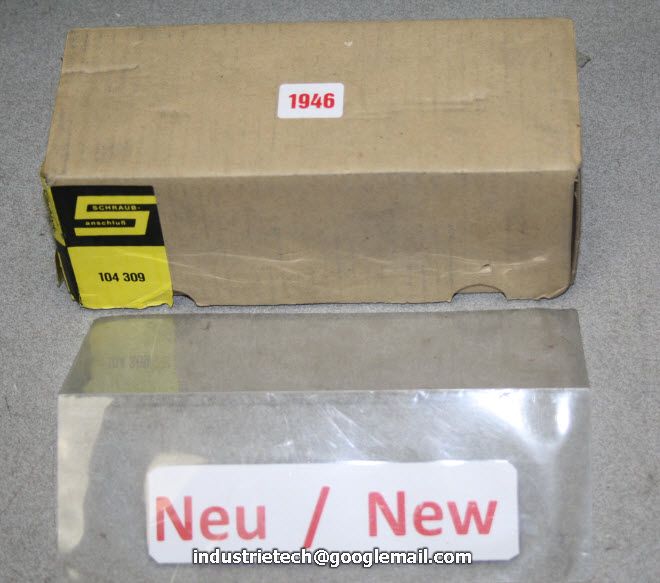 1946
SCHRAUB-
anschluß
104 309
Neu / New
industrietech@googlemail.com